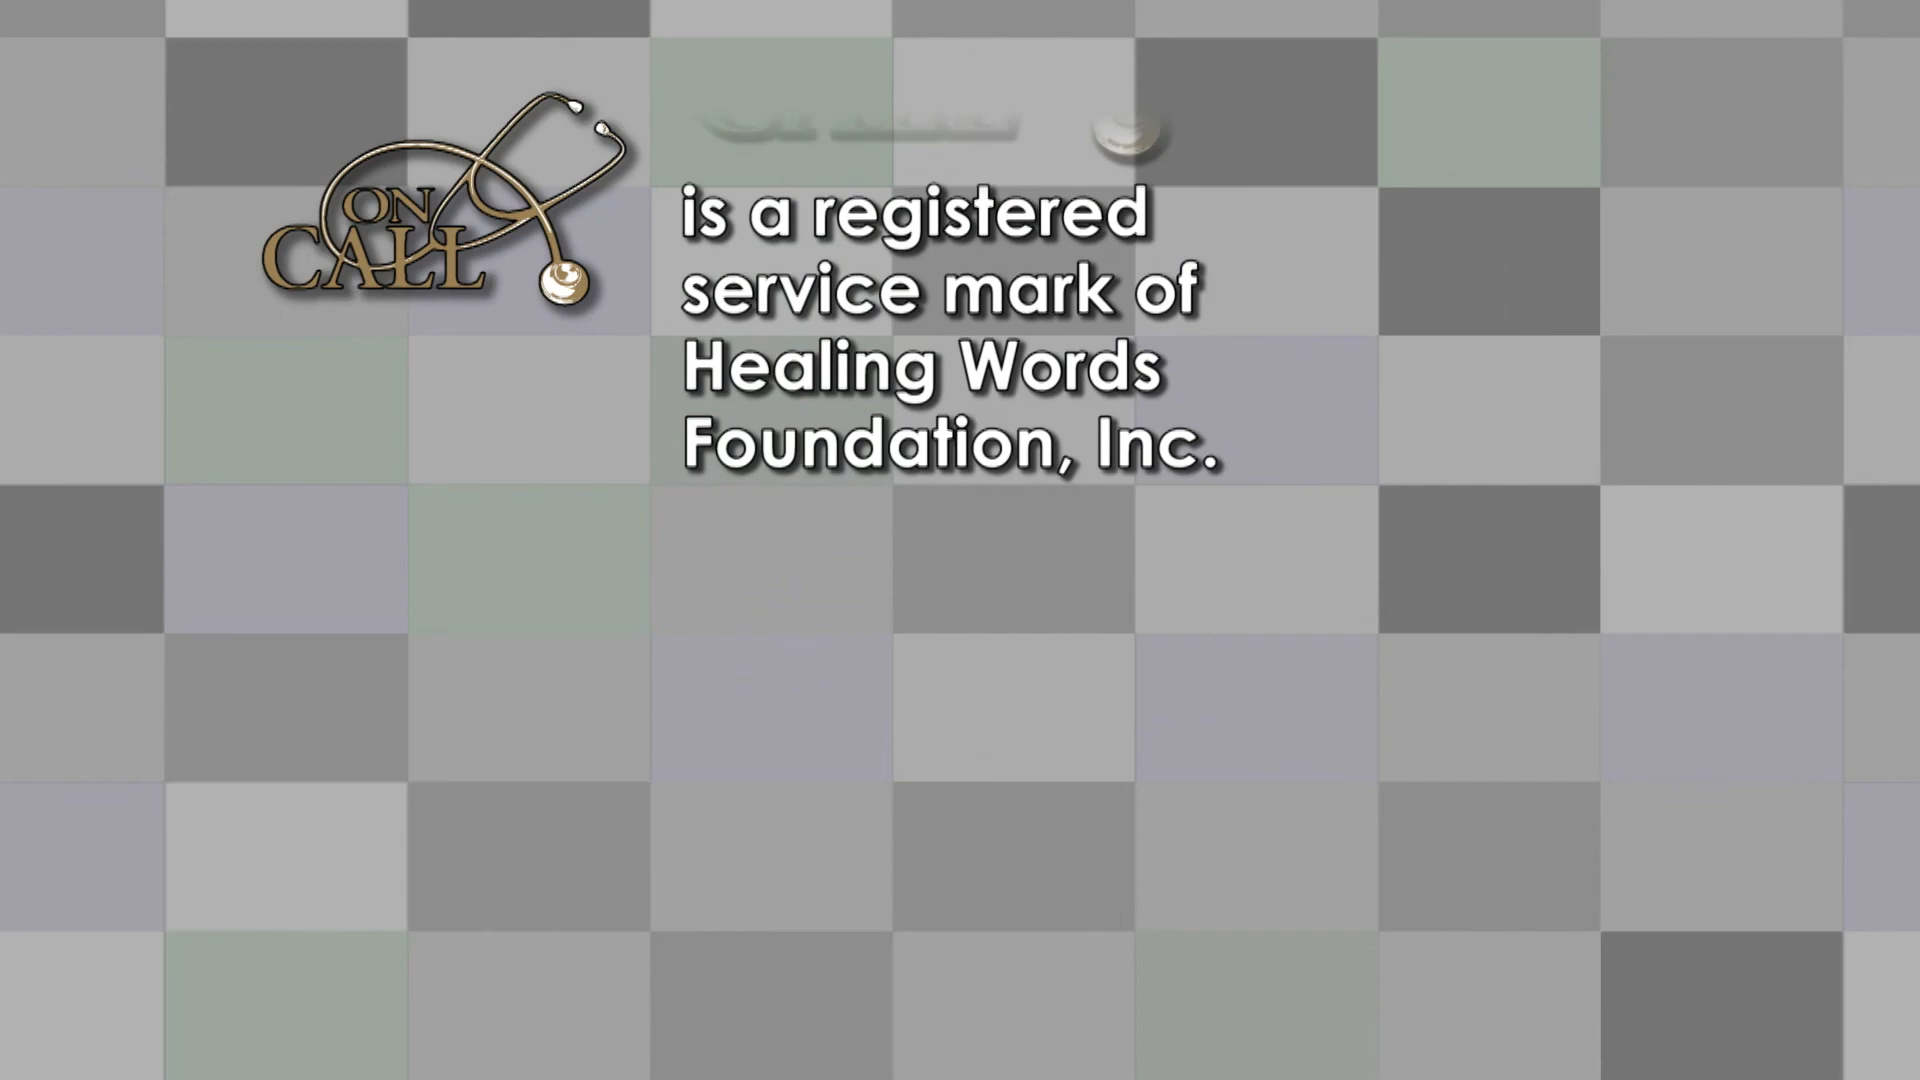 ON
CALL
is a registered
service mark of
Healing Words
Foundation, Inc.